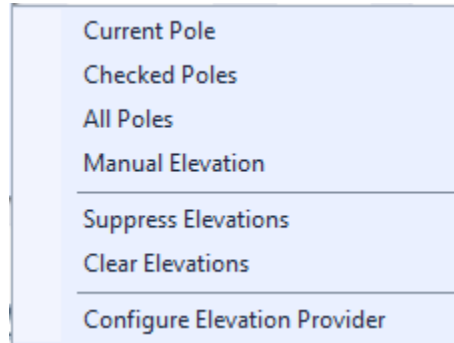 Current Pole
Checked Poles
All Poles
Manual Elevation
Suppress Elevations
Clear Elevations
Configure Elevation Provider